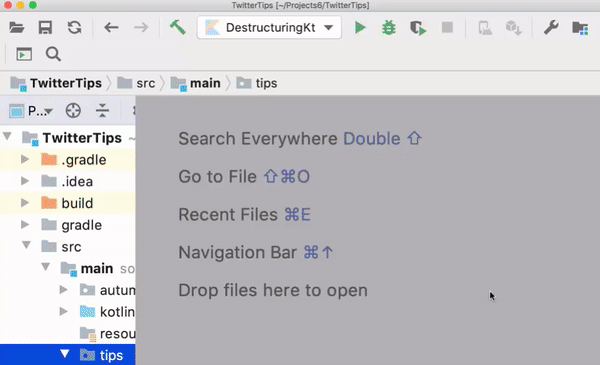 TwitterTips [~/Projects6/TwitterTips]
DestructuringKt
TwitterTips
src
main
tips
P...
TwitterTips ~
.gradle
.idea
build
gradle
src
main so
autum
kotlin
resou
tips
Search Everywhere Double ⇧
Go to File ⇧⌘O
Recent Files ⌘E
Navigation Bar ⌘↑
Drop files here to open